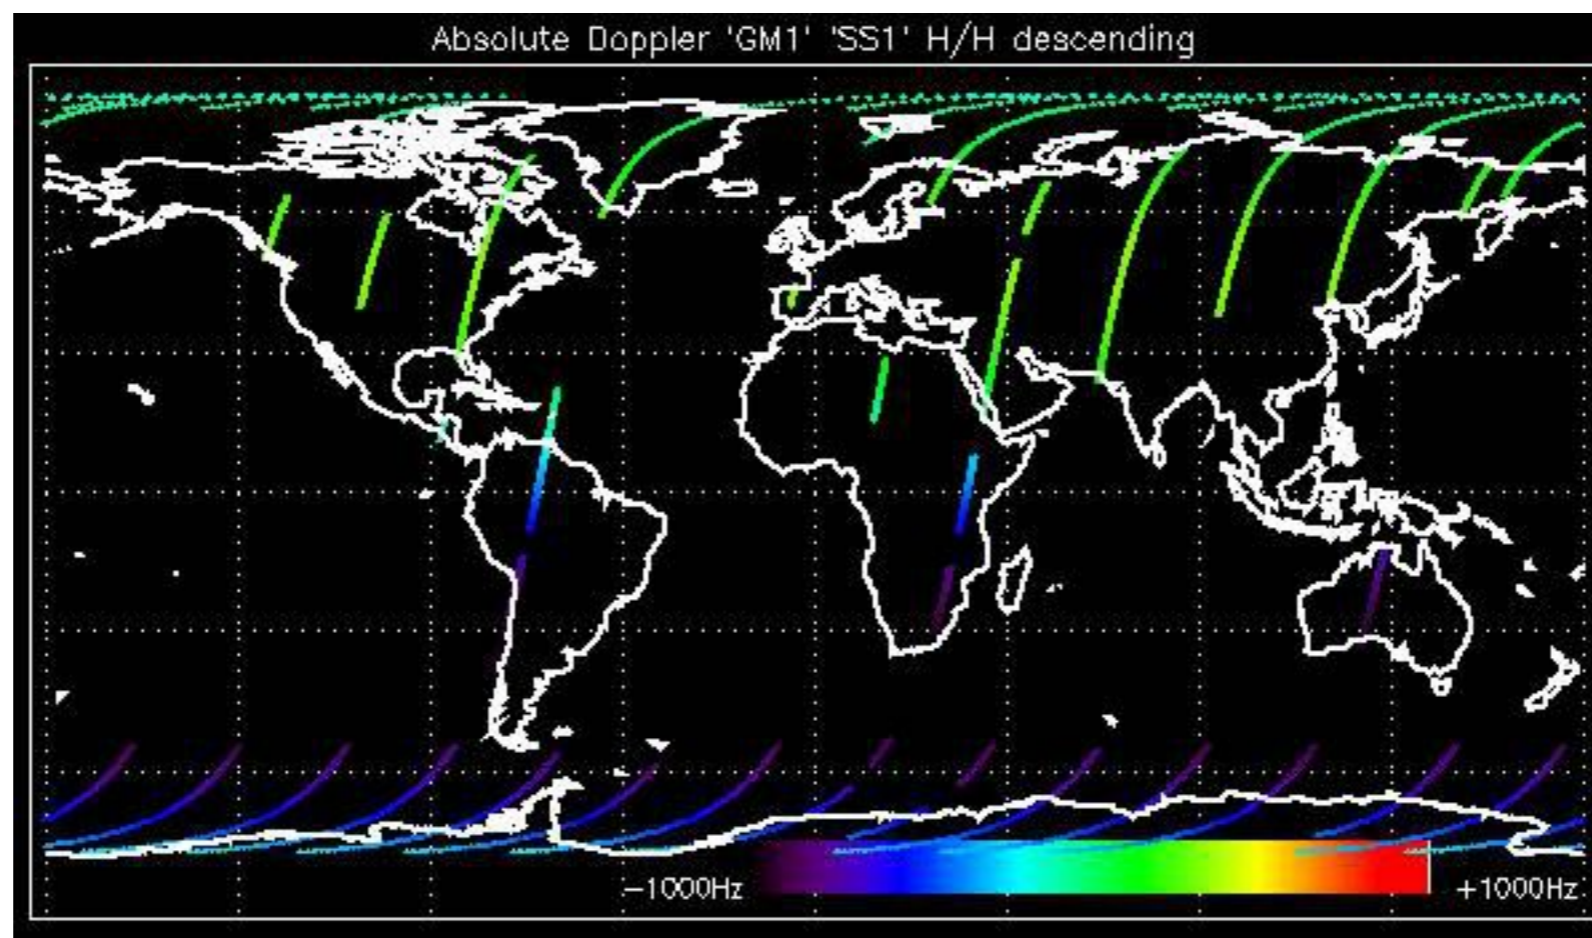 Absolute Doppler 'GM1' 'SS1' H/H descending
-1000Hz
+1000Hz